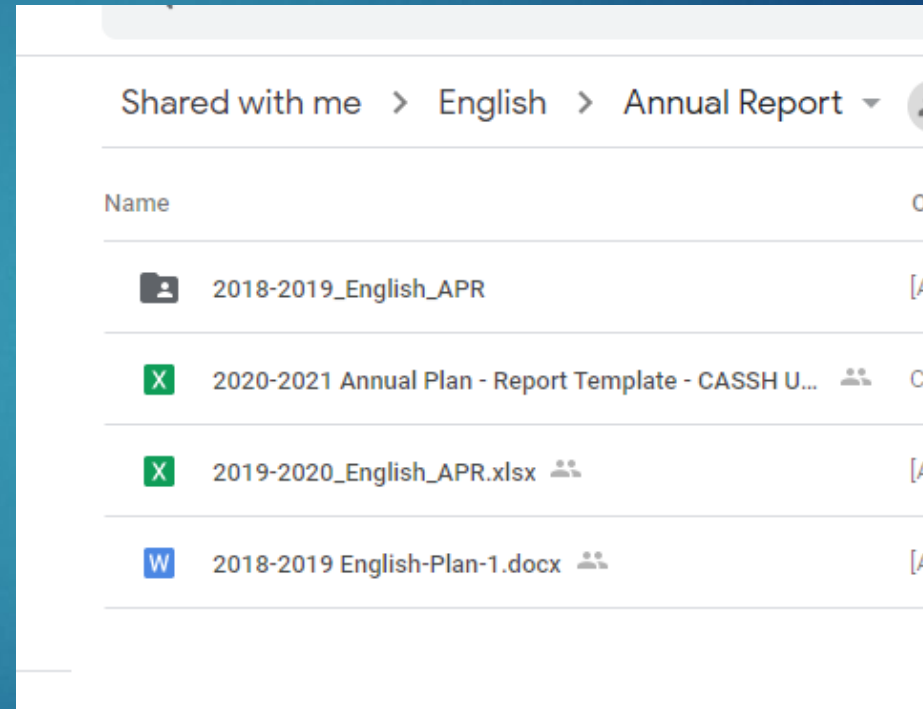 Shared with me > English > Annual Report
Name
2018-2019_English_APR
X 2020-2021 Annual Plan - Report Template - CASSH U...
X 2019-2020_English_APR.xlsx
W 2018-2019 English-Plan-1.docx